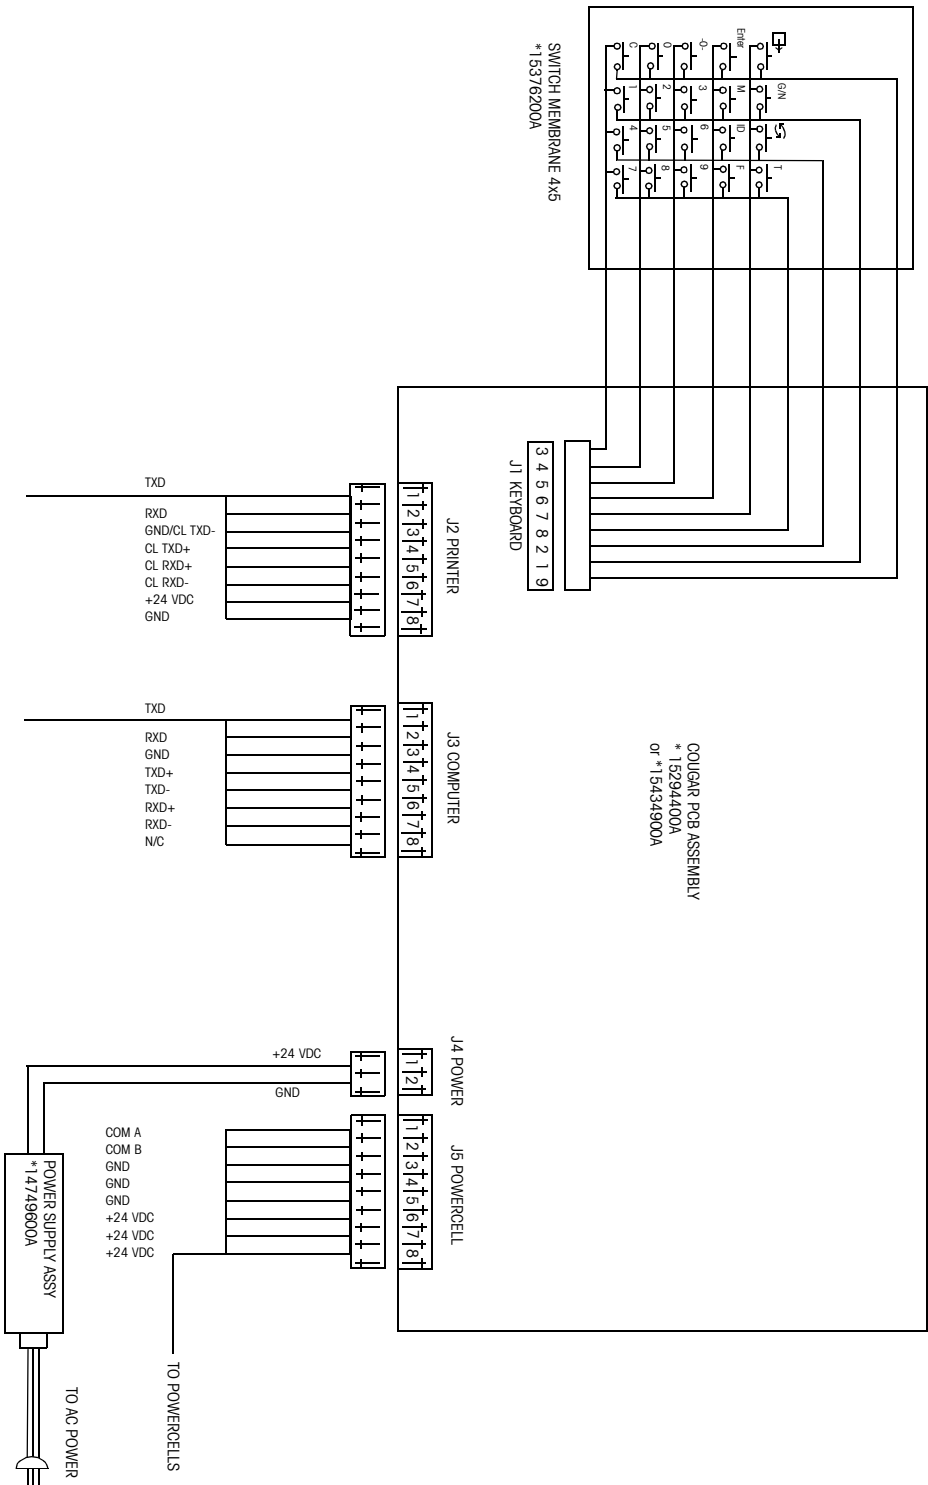 SWITCH MEMBRANE 4x5
*15376200A
C
0
-0-
Enter
1
2
3
M
G/N
4
5
6
ID
7
8
9
F
T
J1 KEYBOARD
3 4 5 6 7 8 2 1 9
COUGAR PCB ASSEMBLY
* 15294400A
or *15434900A
J2 PRINTER
1 2 3 4 5 6 7 8
TXD
RXD
GND/CL TXD-
CL TXD+
CL RXD+
CL RXD-
+24 VDC
GND
J3 COMPUTER
1 2 3 4 5 6 7 8
TXD
RXD
GND
TXD+
TXD-
RXD+
RXD-
N/C
J4 POWER
1 2
+24 VDC
GND
J5 POWERCELL
1 2 3 4 5 6 7 8
COM A
COM B
GND
GND
GND
+24 VDC
+24 VDC
+24 VDC
POWER SUPPLY ASSY
*14749600A
TO POWERCELLS
TO AC POWER